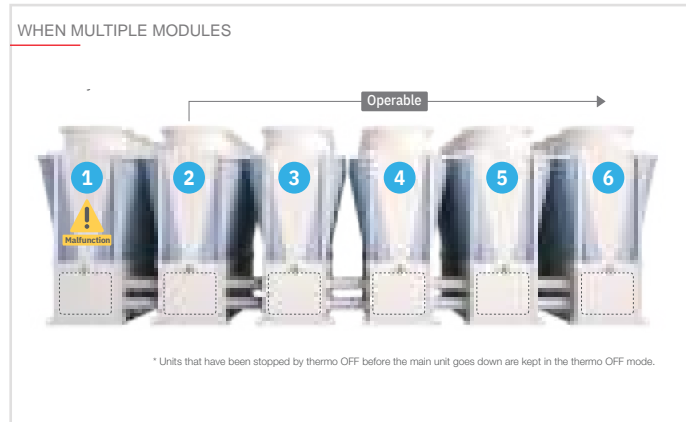 WHEN MULTIPLE MODULES
Operable
1 2 3 4 5 6
Malfunction
* Units that have been stopped by thermo OFF before the main unit goes down are kept in the thermo OFF mode.